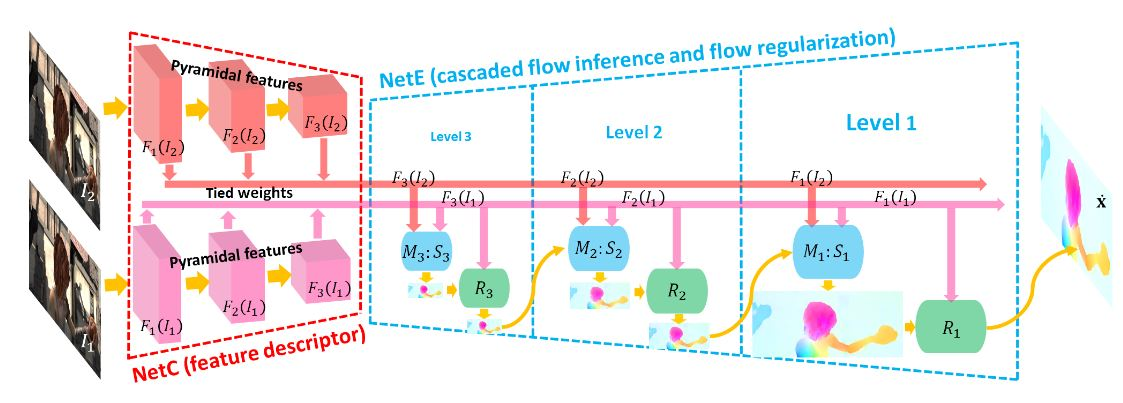 NetE (cascaded flow inference and flow regularization)
Pyramidal features
F₁(I₂)
F₂(I₂)
F₃(I₂)
I₂
Level 3
Level 2
Level 1
Tied weights
F₃(I₂)
F₂(I₂)
F₁(I₂)
F₃(I₁)
F₂(I₁)
F₁(I₁)
ẋ
Pyramidal features
F₁(I₁)
F₂(I₁)
F₃(I₁)
I₁
M₃:S₃
M₂:S₂
M₁:S₁
R₃
R₂
R₁
NetC (feature descriptor)